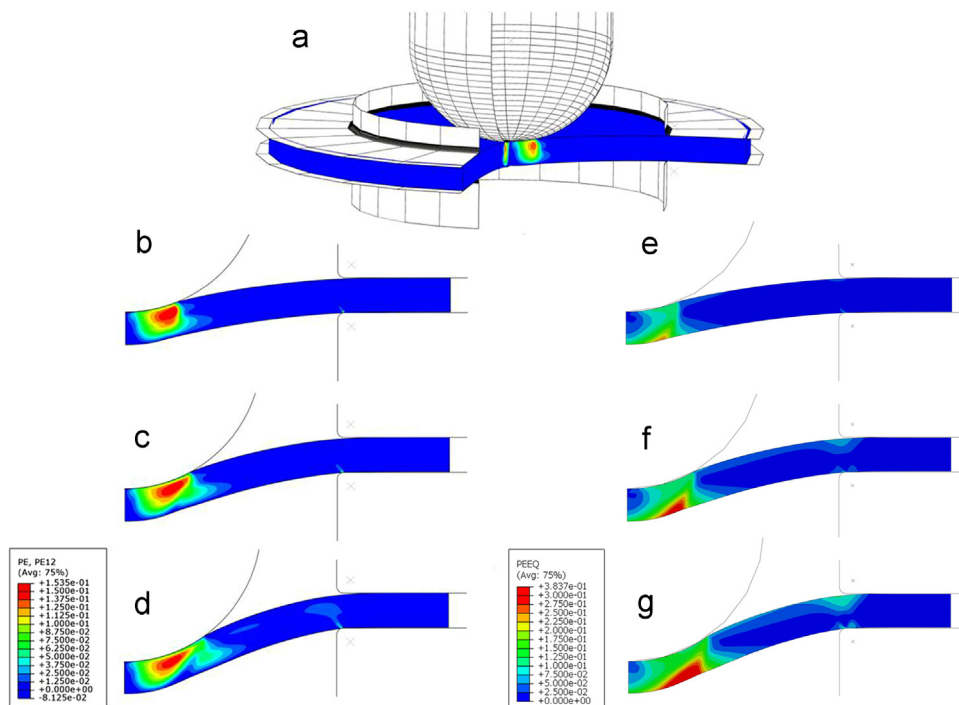 a
b
e
c
f
PE, PE12
(Avg: 75%)
+1.535e-01
+1.500e-01
+1.375e-01
+1.250e-01
+1.125e-01
+1.000e-01
+8.750e-02
+7.500e-02
+6.250e-02
+5.000e-02
+3.750e-02
+2.500e-02
+1.250e-02
+0.000e+00
-8.125e-02
d
PEEQ
(Avg: 75%)
+3.837e-01
+3.000e-01
+2.750e-01
+2.500e-01
+2.250e-01
+2.000e-01
+1.750e-01
+1.500e-01
+1.250e-01
+1.000e-01
+7.500e-02
+5.000e-02
+2.500e-02
+0.000e+00
g